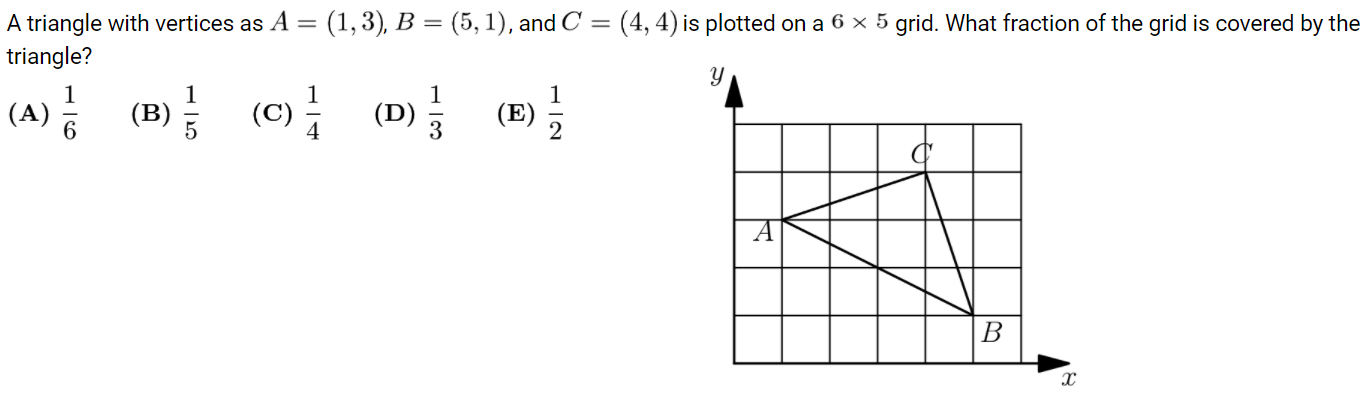 A triangle with vertices as A = (1, 3), B = (5, 1), and C = (4, 4) is plotted on a 6 × 5 grid. What fraction of the grid is covered by the
triangle?
(A) 1/6 (B) 1/5 (C) 1/4 (D) 1/3 (E) 1/2
y
C
A
B
x